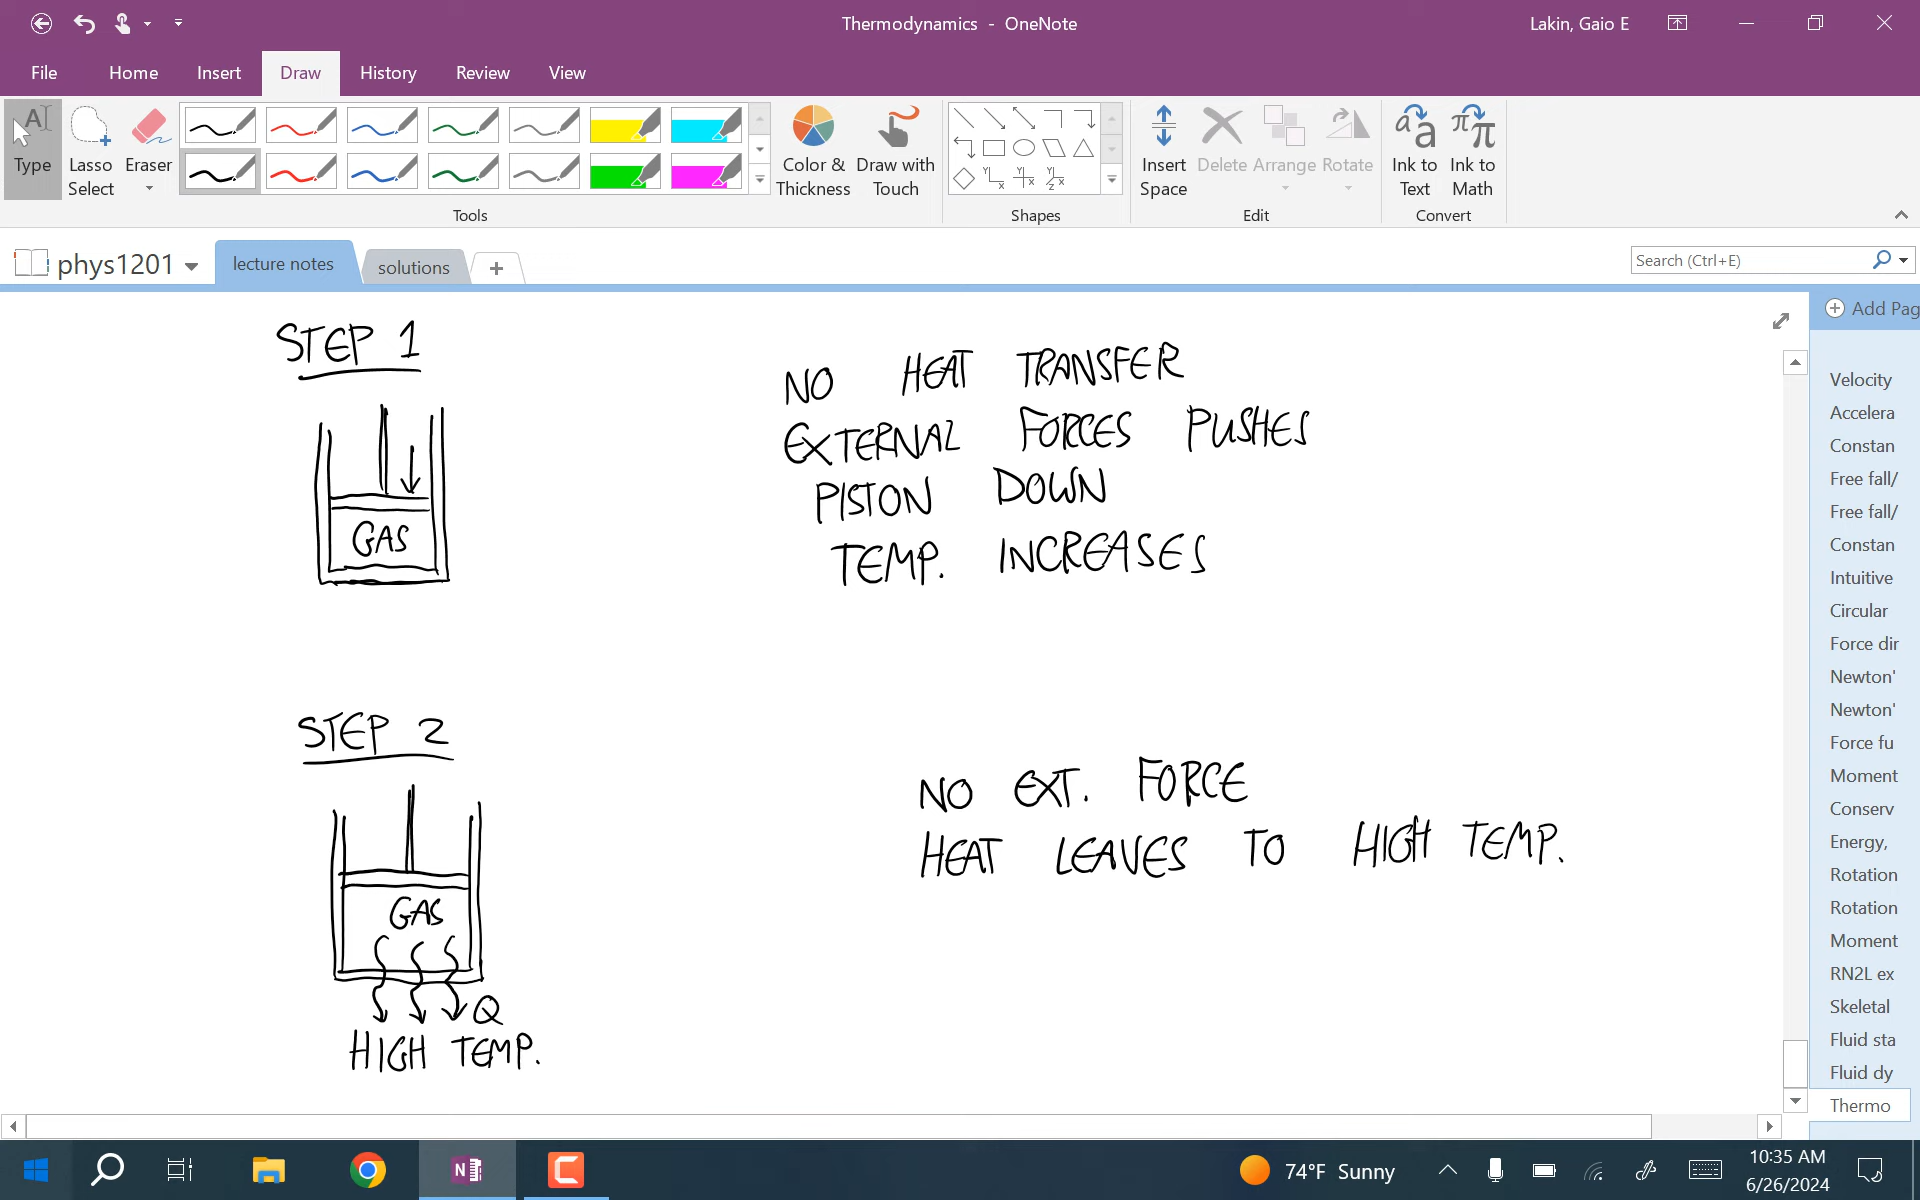 Thermodynamics - OneNote
Lakin, Gaio E
File Home Insert Draw History Review View
Type
Lasso Select
Eraser
Color & Thickness
Draw with Touch
Insert Space
Delete
Arrange
Rotate
Ink to Text
Ink to Math
Tools
Shapes
Edit
Convert
phys1201
lecture notes
solutions
Search (Ctrl+E)
STEP 1
GAS
NO HEAT TRANSFER
EXTERNAL FORCES PUSHES
PISTON DOWN
TEMP. INCREASES
STEP 2
GAS
Q
HIGH TEMP.
NO EXT. FORCE
HEAT LEAVES TO HIGH TEMP.
Add Pag
Velocity
Accelera
Constan
Free fall/
Free fall/
Constan
Intuitive
Circular
Force dir
Newton'
Newton'
Force fu
Moment
Conserv
Energy,
Rotation
Rotation
Moment
RN2L ex
Skeletal
Fluid sta
Fluid dy
Thermo
74°F Sunny
10:35 AM
6/26/2024